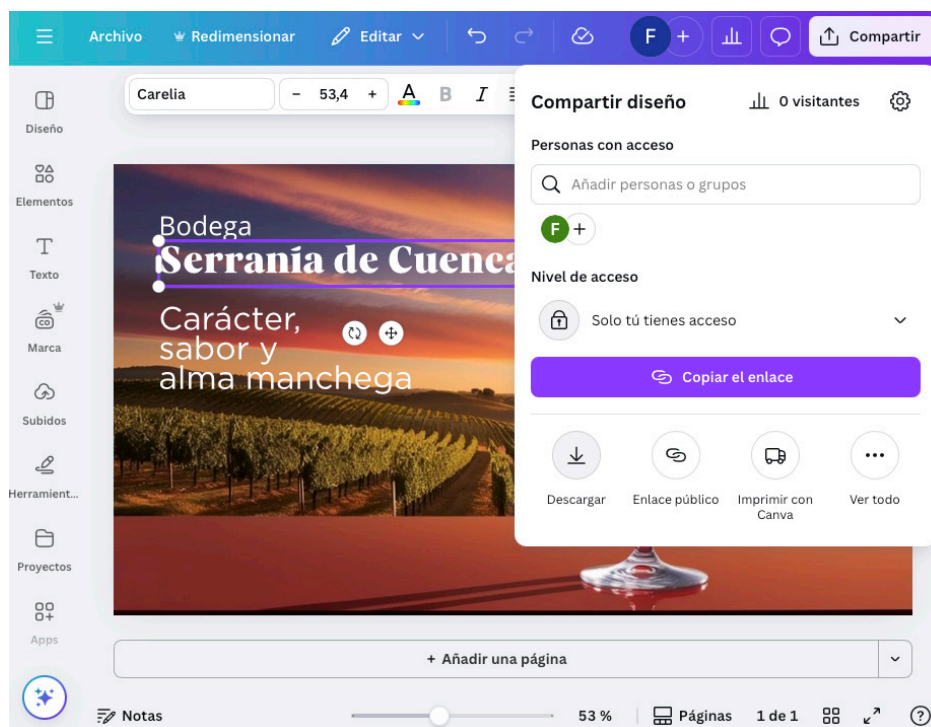 Archivo
Redimensionar
Editar
F
+
Compartir
Diseño
Elementos
Texto
Marca
Subidos
Herramient...
Proyectos
Apps
Carelia
- 53,4 +
A B I
Bodega
Serranía de Cuenca
Carácter,
sabor y
alma manchega
Compartir diseño
0 visitantes
Personas con acceso
Añadir personas o grupos
F +
Nivel de acceso
Solo tú tienes acceso
Copiar el enlace
Descargar
Enlace público
Imprimir con
Canva
Ver todo
+ Añadir una página
Notas
53 %
Páginas
1 de 1
?